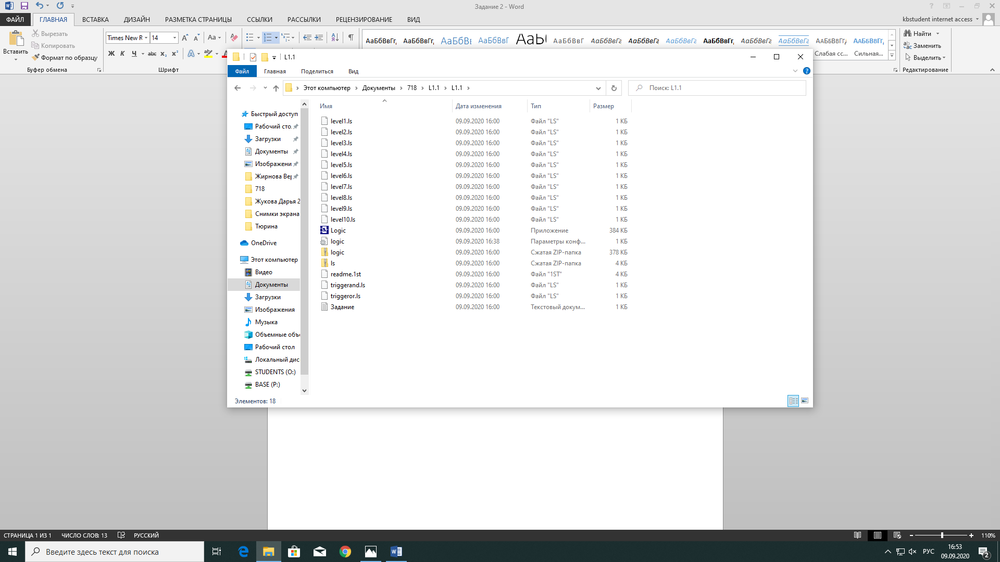 Задание 2 - Word
ФАЙЛ ГЛАВНАЯ ВСТАВКА ДИЗАЙН РАЗМЕТКА СТРАНИЦЫ ССЫЛКИ РАССЫЛКИ РЕЦЕНЗИРОВАНИЕ ВИД kbstudent internet access
Вставить
Вырезать
Копировать
Формат по образцу
Буфер обмена
Times New R 14
Шрифт
АаБбВвГг, АаБбВвГг, АаБбВв АаБбВвГ АаБ АаБбВвГ АаБбВвГг АаБбВвГг АаБбВвГг АаБбВвГг, АаБбВвГг АаБбВвГг АаБбВвГг, АаБбВвГг,
Слабая сс... Сильная...
Найти
Заменить
Выделить
Редактирование
L1.1
Файл Главная Поделиться Вид
Этот компьютер Документы 718 L1.1 L1.1
Поиск: L1.1
Быстрый доступ
Рабочий сто
Загрузки
Документы
Изображени
Жирнова Вер
718
Жукова Дарья 2
Снимки экрана
Тюрина
OneDrive
Этот компьютер
Видео
Документы
Загрузки
Изображения
Музыка
Объемные объ
Рабочий стол
Локальный дис
STUDENTS (O:)
BASE (P:)
Имя Дата изменения Тип Размер
level1.ls 09.09.2020 16:00 Файл "LS" 1 КБ
level2.ls 09.09.2020 16:00 Файл "LS" 1 КБ
level3.ls 09.09.2020 16:00 Файл "LS" 1 КБ
level4.ls 09.09.2020 16:00 Файл "LS" 1 КБ
level5.ls 09.09.2020 16:00 Файл "LS" 1 КБ
level6.ls 09.09.2020 16:00 Файл "LS" 1 КБ
level7.ls 09.09.2020 16:00 Файл "LS" 1 КБ
level8.ls 09.09.2020 16:00 Файл "LS" 1 КБ
level9.ls 09.09.2020 16:00 Файл "LS" 1 КБ
level10.ls 09.09.2020 16:00 Файл "LS" 1 КБ
Logic 09.09.2020 16:00 Приложение 384 КБ
logic 09.09.2020 16:38 Параметры конф... 1 КБ
logic 09.09.2020 16:00 Сжатая ZIP-папка 378 КБ
ls 09.09.2020 16:00 Сжатая ZIP-папка 4 КБ
readme.1st 09.09.2020 16:00 Файл "1ST" 4 КБ
triggerand.ls 09.09.2020 16:00 Файл "LS" 1 КБ
triggeror.ls 09.09.2020 16:00 Файл "LS" 1 КБ
Задание 09.09.2020 16:00 Текстовый докум... 1 КБ
Элементов: 18
СТРАНИЦА 1 ИЗ 1 ЧИСЛО СЛОВ: 13 РУССКИЙ 110%
Введите здесь текст для поиска
РУС
16:53
09.09.2020
2